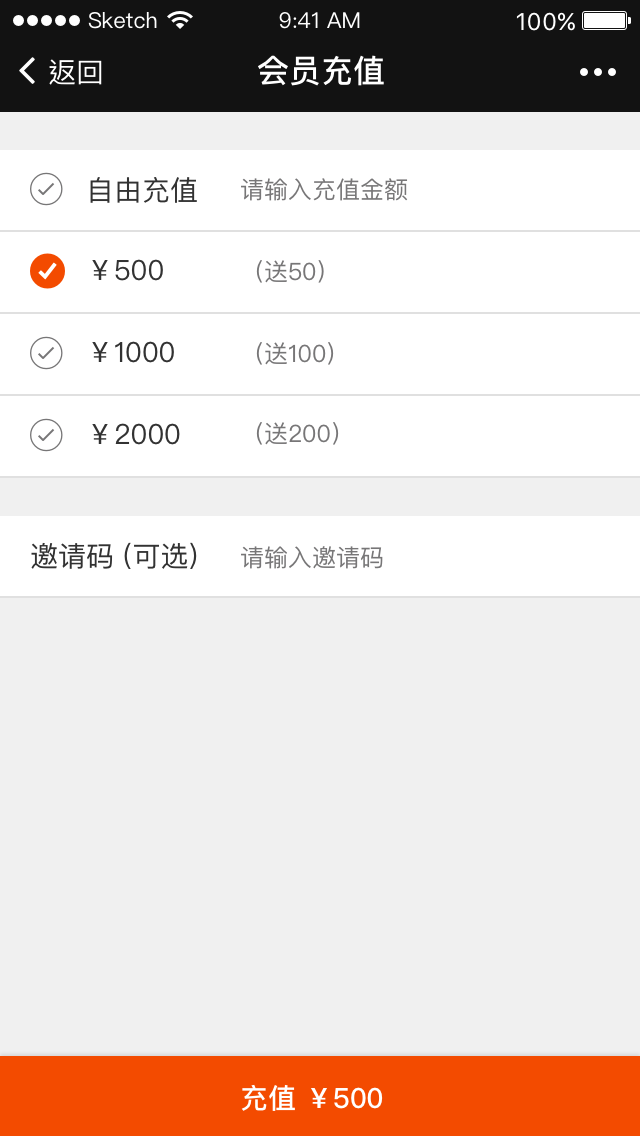 Sketch 9:41 AM 100%
返回 会员充值
自由充值 请输入充值金额
¥ 500 (送50)
¥ 1000 (送100)
¥ 2000 (送200)
邀请码 (可选) 请输入邀请码
充值 ¥ 500